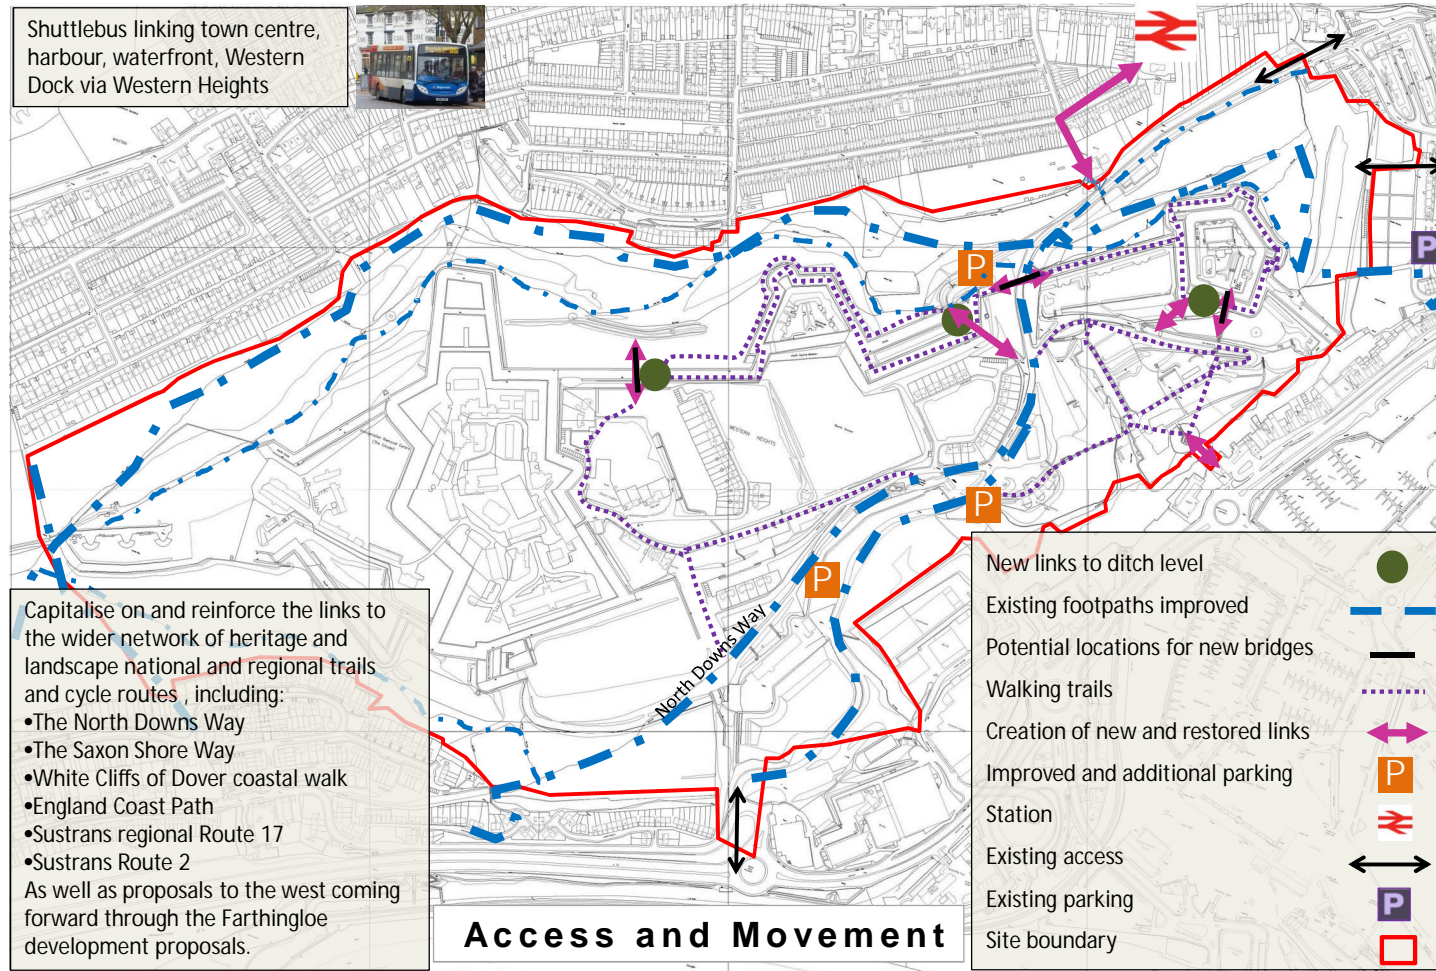 Shuttlebus linking town centre,
harbour, waterfront, Western
Dock via Western Heights
P
P
P
P
WESTERN HEIGHTS
North Downs Way
Capitalise on and reinforce the links to
the wider network of heritage and
landscape national and regional trails
and cycle routes , including:
•The North Downs Way
•The Saxon Shore Way
•White Cliffs of Dover coastal walk
•England Coast Path
•Sustrans regional Route 17
•Sustrans Route 2
As well as proposals to the west coming
forward through the Farthingloe
development proposals.
Access and Movement
New links to ditch level
Existing footpaths improved
Potential locations for new bridges
Walking trails
Creation of new and restored links
Improved and additional parking
P
Station
Existing access
Existing parking
P
Site boundary